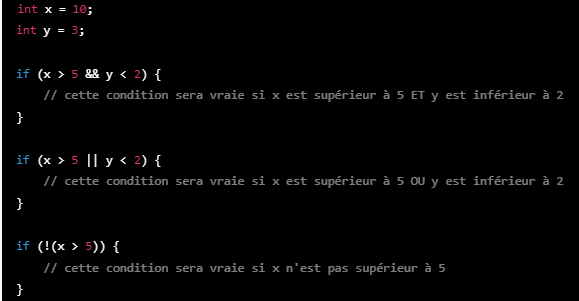 int x = 10;
int y = 3;
if (x > 5 && y < 2) {
// cette condition sera vraie si x est supérieur à 5 ET y est inférieur à 2
}
if (x > 5 || y < 2) {
// cette condition sera vraie si x est supérieur à 5 OU y est inférieur à 2
}
if (!(x > 5)) {
// cette condition sera vraie si x n'est pas supérieur à 5
}